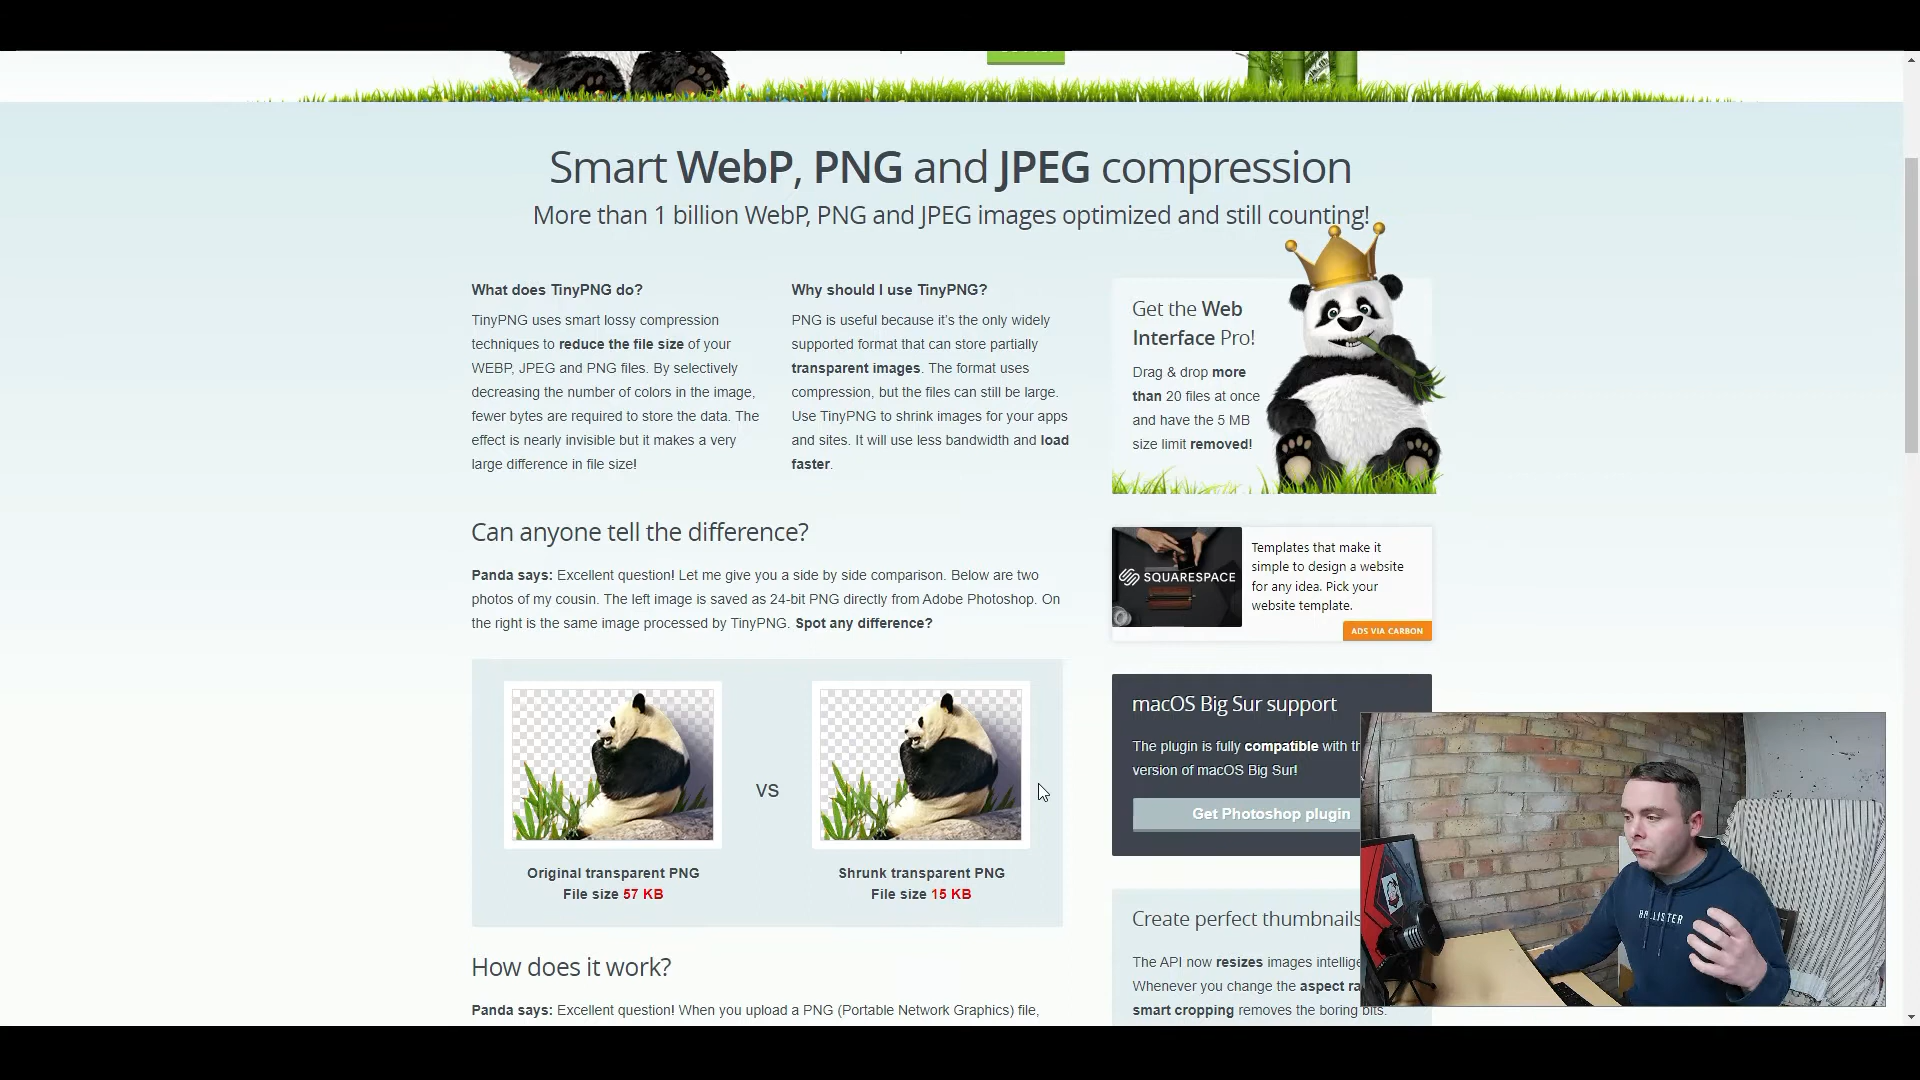 Smart WebP, PNG and JPEG compression
More than 1 billion WebP, PNG and JPEG images optimized and still counting!
What does TinyPNG do?
TinyPNG uses smart lossy compression
techniques to reduce the file size of your
WEBP, JPEG and PNG files. By selectively
decreasing the number of colors in the image,
fewer bytes are required to store the data. The
effect is nearly invisible but it makes a very
large difference in file size!
Why should I use TinyPNG?
PNG is useful because it's the only widely
supported format that can store partially
transparent images. The format uses
compression, but the files can still be large.
Use TinyPNG to shrink images for your apps
and sites. It will use less bandwidth and load
faster.
Get the Web
Interface Pro!
Drag & drop more
than 20 files at once
and have the 5 MB
size limit removed!
Can anyone tell the difference?
Panda says: Excellent question! Let me give you a side by side comparison. Below are two
photos of my cousin. The left image is saved as 24-bit PNG directly from Adobe Photoshop. On
the right is the same image processed by TinyPNG. Spot any difference?
SQUARESPACE
Templates that make it
simple to design a website
for any idea. Pick your
website template.
ADS VIA CARBON
VS
Original transparent PNG
File size 57 KB
Shrunk transparent PNG
File size 15 KB
macOS Big Sur support
The plugin is fully compatible with
version of macOS Big Sur!
Get Photoshop plugin
How does it work?
Panda says: Excellent question! When you upload a PNG (Portable Network Graphics) file,
Create perfect thumbnails
The API now resizes images
Whenever you change the aspect
smart cropping removes the boring bits.
HOLLISTER